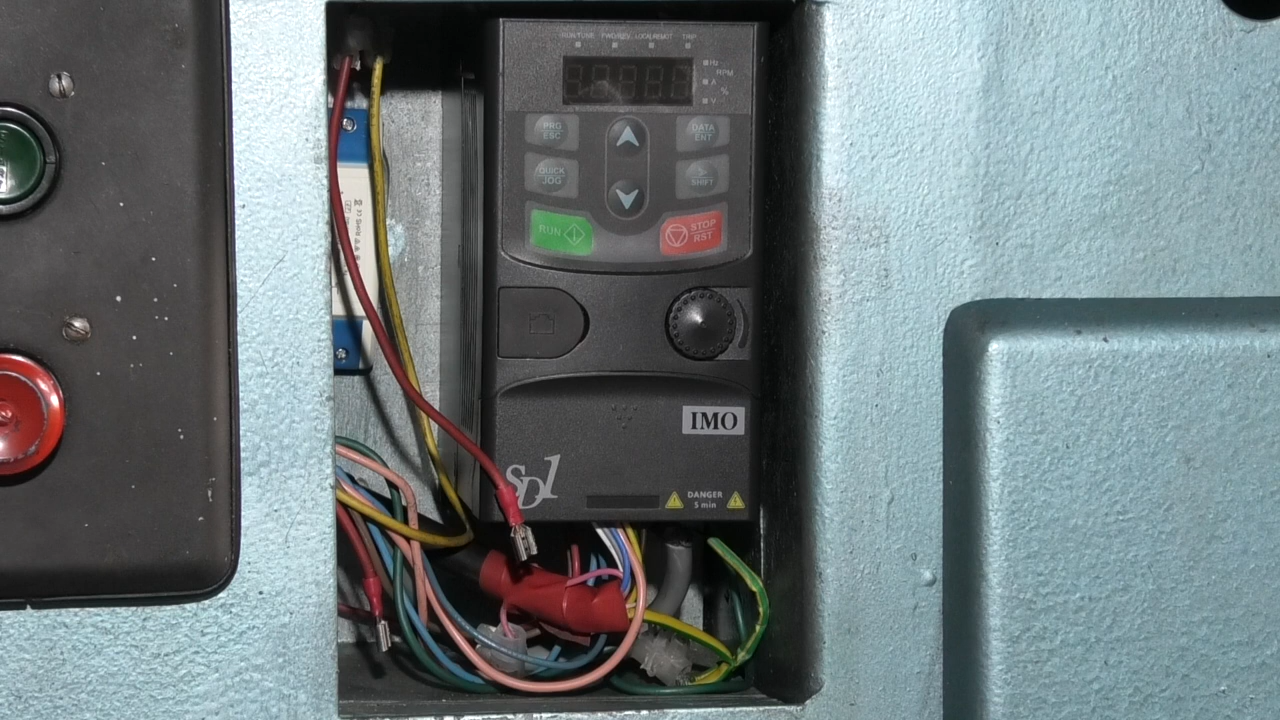 RUN/TUNE FWD/REV LOCAL/REMOT TRIP
Hz
RPM
A
%
V
PRG
ESC
DATA
ENT
QUICK
JOG
SHIFT
RUN
STOP
RST
IMO
SD1
DANGER
5 min